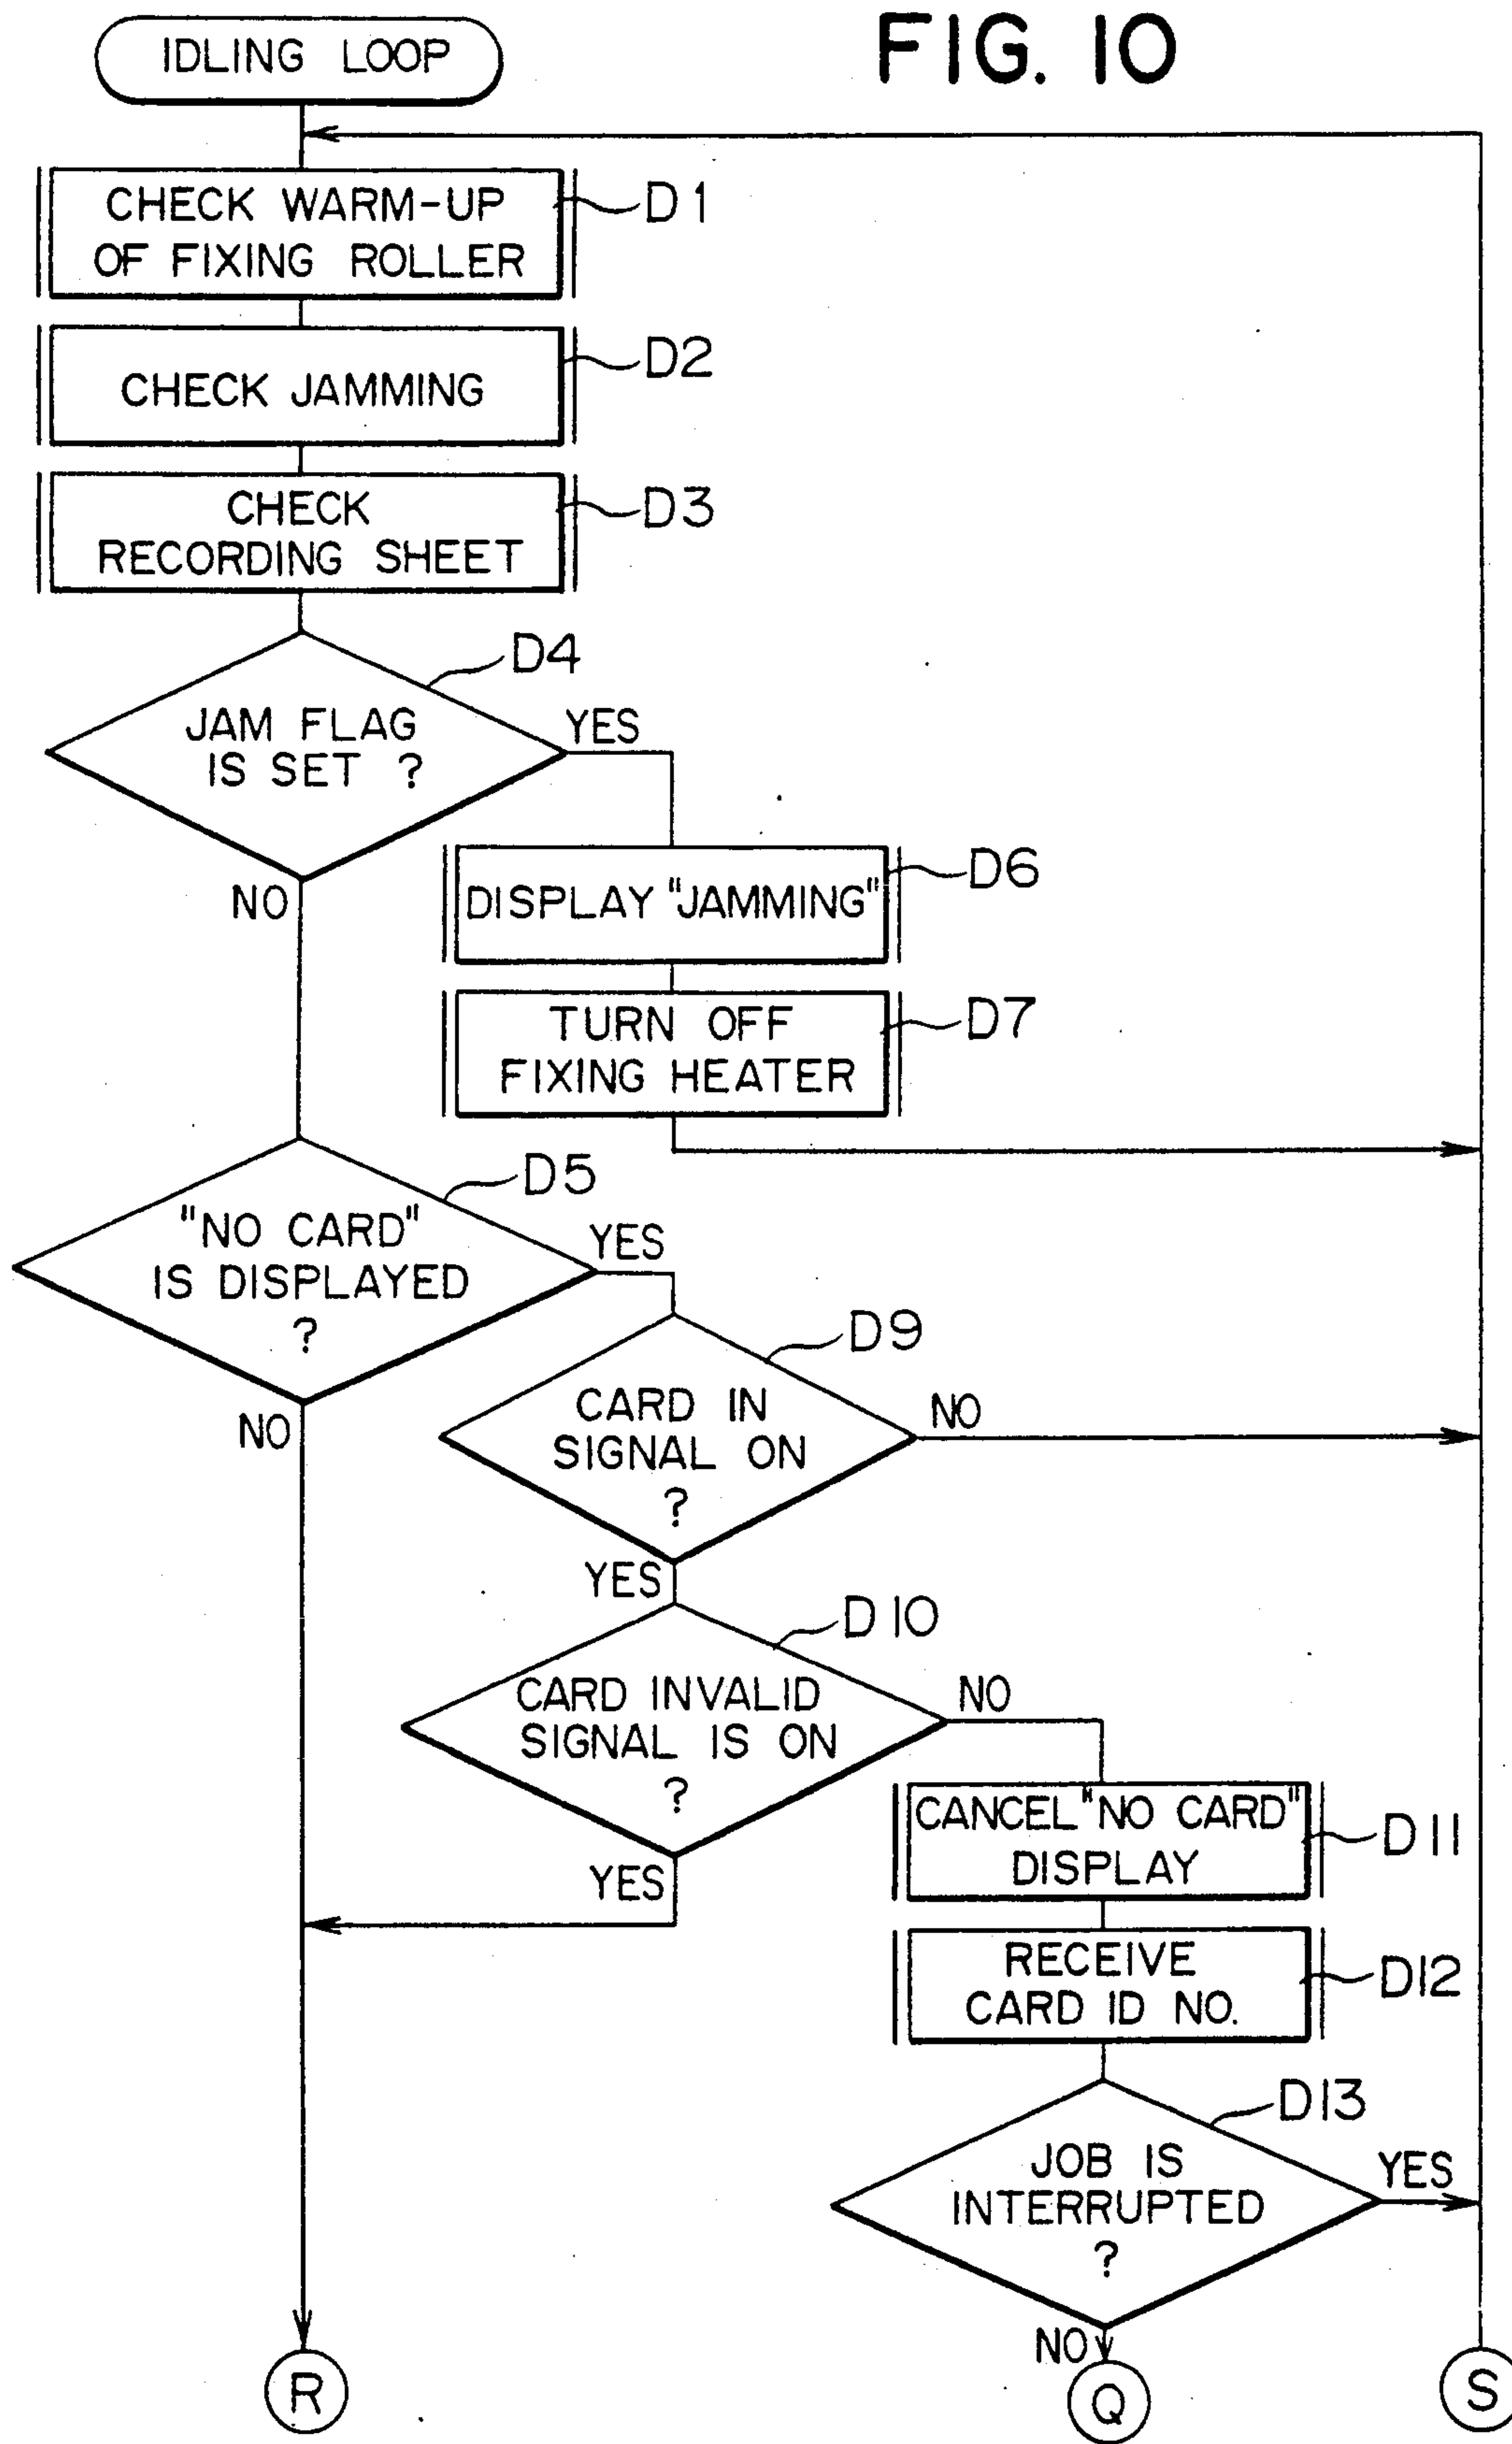 FIG. 10
IDLING LOOP
CHECK WARM-UP
OF FIXING ROLLER
D1
CHECK JAMMING
D2
CHECK
RECORDING SHEET
D3
JAM FLAG
IS SET ?
D4
YES
NO
DISPLAY "JAMMING"
D6
TURN OFF
FIXING HEATER
D7
"NO CARD"
IS DISPLAYED
?
D5
YES
NO
CARD IN
SIGNAL ON
?
D9
NO
YES
CARD INVALID
SIGNAL IS ON
?
D10
NO
YES
CANCEL "NO CARD"
DISPLAY
D11
RECEIVE
CARD ID NO.
D12
JOB IS
INTERRUPTED
?
D13
YES
NO
R
Q
S